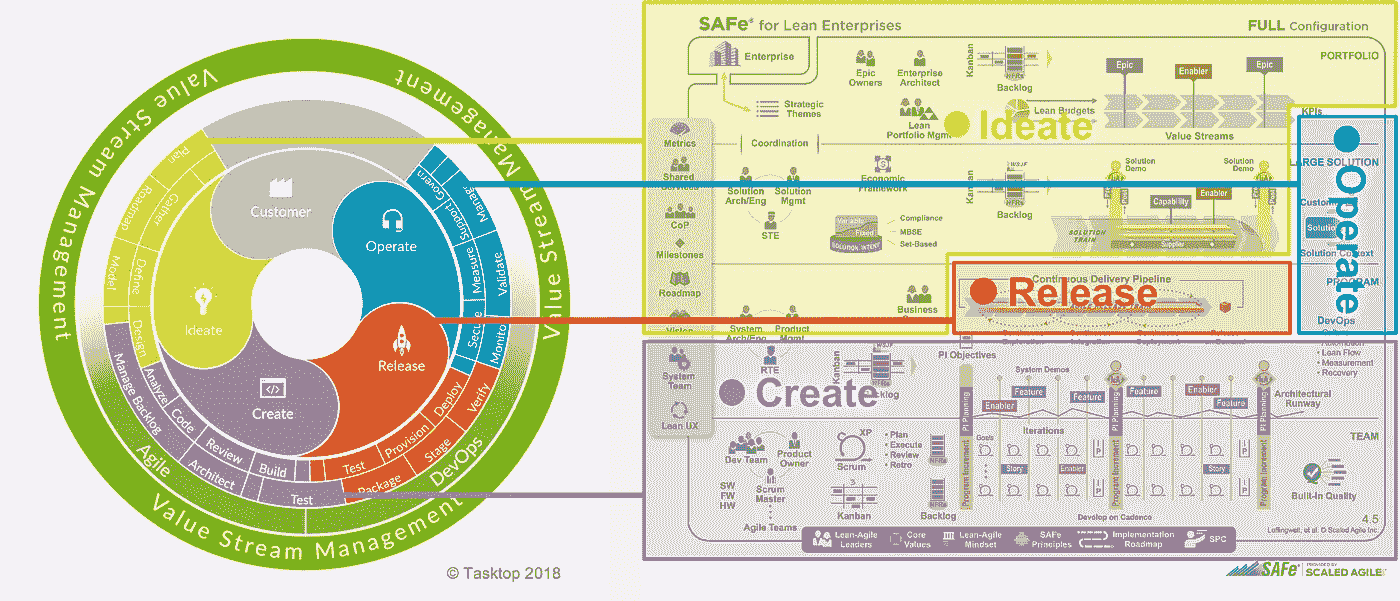 Value Stream Management
Value Stream Management
Value Stream Management
Agile
DevOps
Customer
Operate
Ideate
Release
Create
Plan
Roadmap
Gather
Model
Define
Design
Manage Backlog
Analyze
Code
Review
Architect
Build
Test
Test
Package
Provision
Stage
Deploy
Verify
Secure
Monitor
Measure
Validate
Support
Manage
Govern
© Tasktop 2018
SAFe® for Lean Enterprises
FULL Configuration
Enterprise
PORTFOLIO
Epic
Owners
Enterprise
Architect
Kanban
NFRs
Backlog
Epic
Enabler
Epic
Strategic
Themes
Lean
Portfolio Mgmt
Lean Budgets
KPIs
Ideate
Value Streams
Metrics
Coordination
Shared
Services
Solution
Arch/Eng
Solution
Mgmt
STE
Economic
Framework
Kanban
WSJF
NFRs
Backlog
Solution
Demo
Solution
Demo
LARGE SOLUTION
Operate
Capability
Enabler
CoP
Compliance
MBSE
Set-Based
SOLUTION INTENT
SOLUTION
TRAIN
Supplier
Solution Context
Milestones
PROGRAM
Roadmap
Business
Continuous Delivery Pipeline
Release
DevOps
Vision
System
Arch/Eng
Product
Mgmt
System
Team
RTE
Kanban
WSJF
NFRs
Backlog
PI Objectives
System Demos
Automation
• Lean Flow
• Measurement
• Recovery
Create
Lean UX
PI Planning
Enabler
Feature
Feature
PI Planning
Feature
Enabler
Feature
PI Planning
Architectural
Runway
TEAM
Dev Team
Product
Owner
XP
Scrum
• Plan
• Execute
• Review
• Retro
NFRs
Goals
Iterations
Story
Enabler
Story
Program Increment
Program Increment
Program Increment
Built-In Quality
SW
FW
HW
Scrum
Master
Agile Teams
Kanban
NFRs
Backlog
Develop on Cadence
4.5
Leffingwell, et al. © Scaled Agile Inc.
Lean-Agile
Leaders
Core
Values
Lean-Agile
Mindset
SAFe
Principles
Implementation
Roadmap
SPC
SAFe®
PROVIDED BY
SCALED AGILE